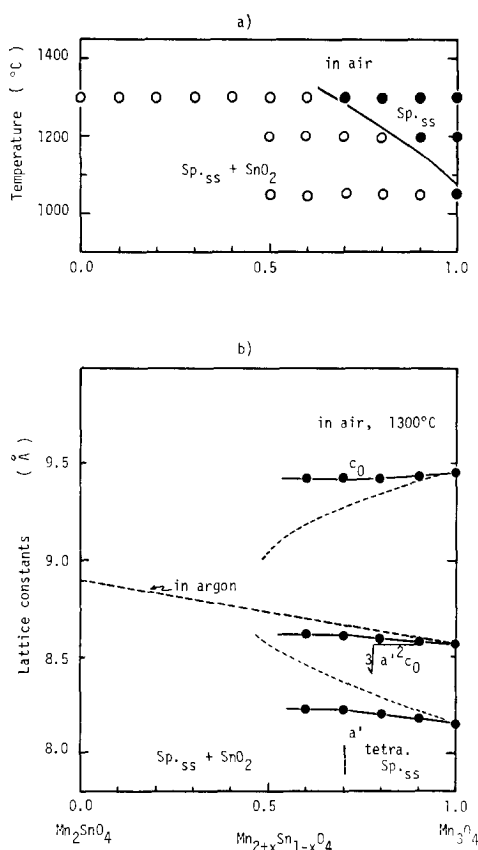 a)
1400
in air
Sp.ss
1200
Sp.ss + SnO2
1000
Temperature ( °C )
0.0
0.5
1.0
b)
in air, 1300°C
c0
9.5
9.0
in argon
8.5
3√a'²c0
8.0
a'
tetra.
Sp.ss + SnO2
Sp.ss
Lattice constants ( Å )
0.0
0.5
1.0
Mn2SnO4
Mn2+xSn1-xO4
Mn3O4